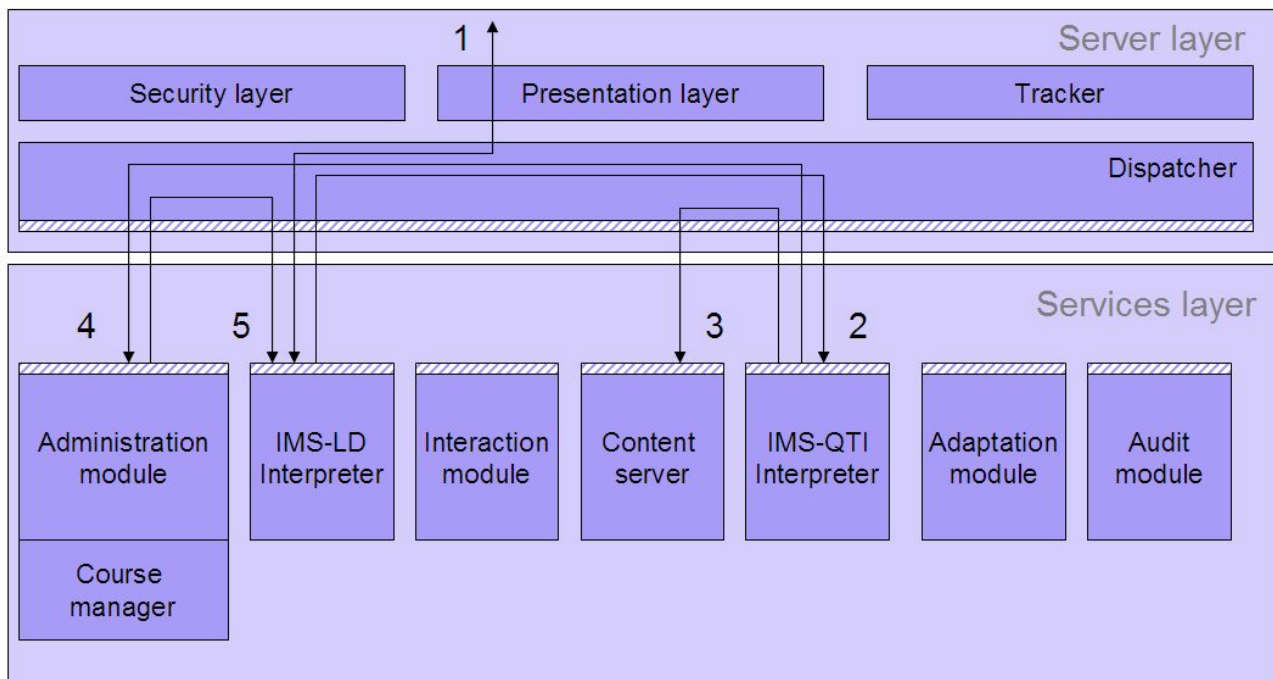 1
Server layer
Security layer
Presentation layer
Tracker
Dispatcher
Services layer
4
5
3
2
Administration
module
IMS-LD
Interpreter
Interaction
module
Content
server
IMS-QTI
Interpreter
Adaptation
module
Audit
module
Course
manager